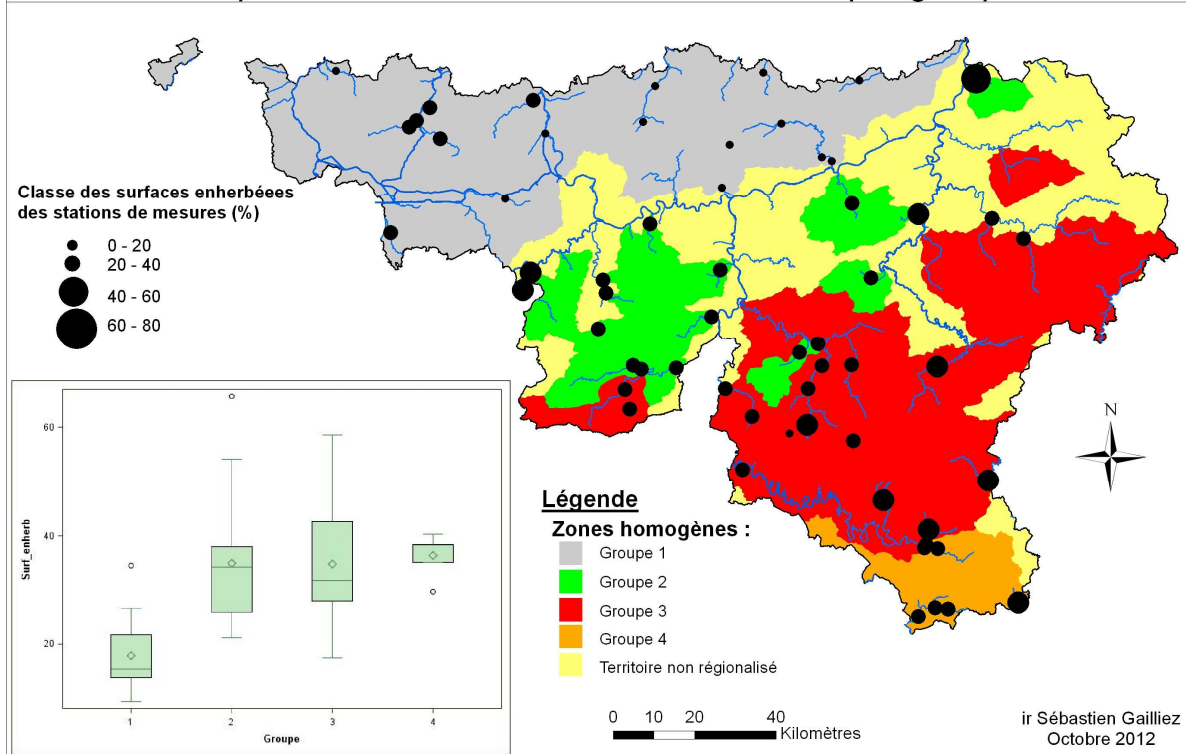 Classe des surfaces enherbéees
des stations de mesures (%)
0 - 20
20 - 40
40 - 60
60 - 80
N
Surf_enherb
60
40
20
1 2 3 4
Groupe
Légende
Zones homogènes :
Groupe 1
Groupe 2
Groupe 3
Groupe 4
Territoire non régionalisé
0 10 20 40
Kilomètres
ir Sébastien Gailliez
Octobre 2012